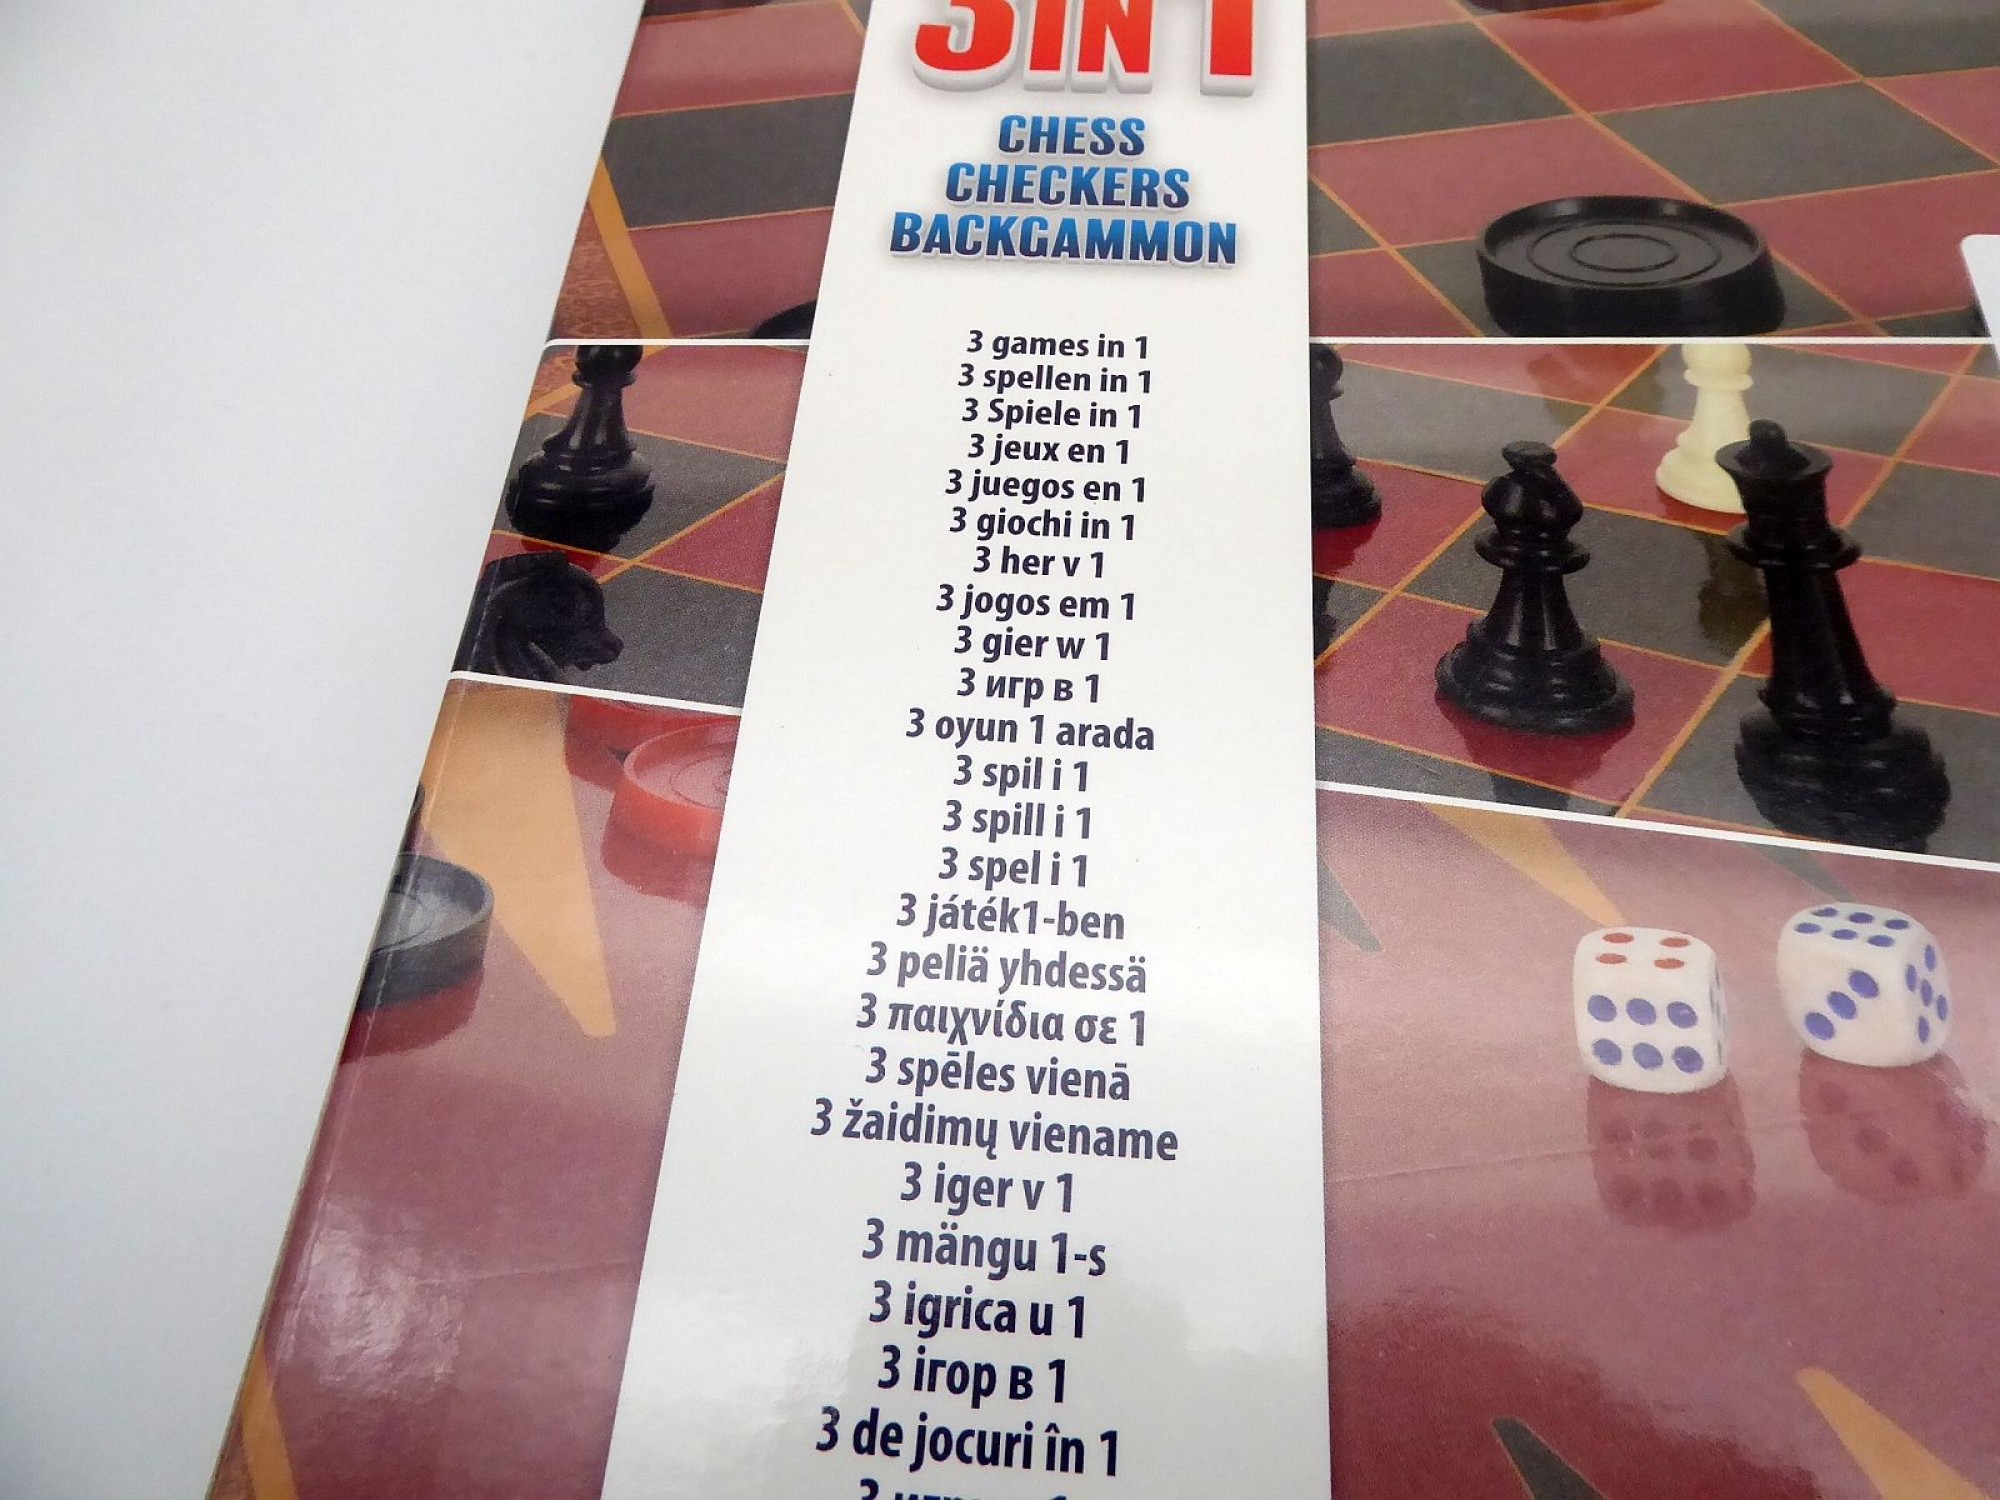 3 IN 1
CHESS
CHECKERS
BACKGAMMON
3 games in 1
3 spellen in 1
3 Spiele in 1
3 jeux en 1
3 juegos en 1
3 giochi in 1
3 her v 1
3 jogos em 1
3 gier w 1
3 игр в 1
3 oyun 1 arada
3 spil i 1
3 spill i 1
3 spel i 1
3 játék1-ben
3 peliä yhdessä
3 παιχνίδια σε 1
3 spēles vienā
3 žaidimų viename
3 iger v 1
3 mängu 1-s
3 igrica u 1
3 ігор в 1
3 de jocuri în 1